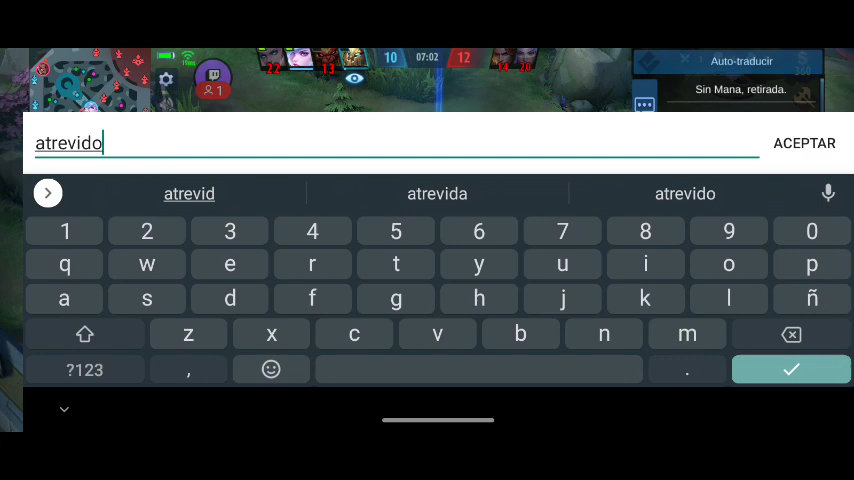 10 07:02 12
22 13 14 20
1
Auto-traducir
Sin Mana, retirada.
atrevido
ACEPTAR
atrevid atrevida atrevido
1 2 3 4 5 6 7 8 9 0
q w e r t y u i o p
a s d f g h j k l ñ
z x c v b n m
?123 , .